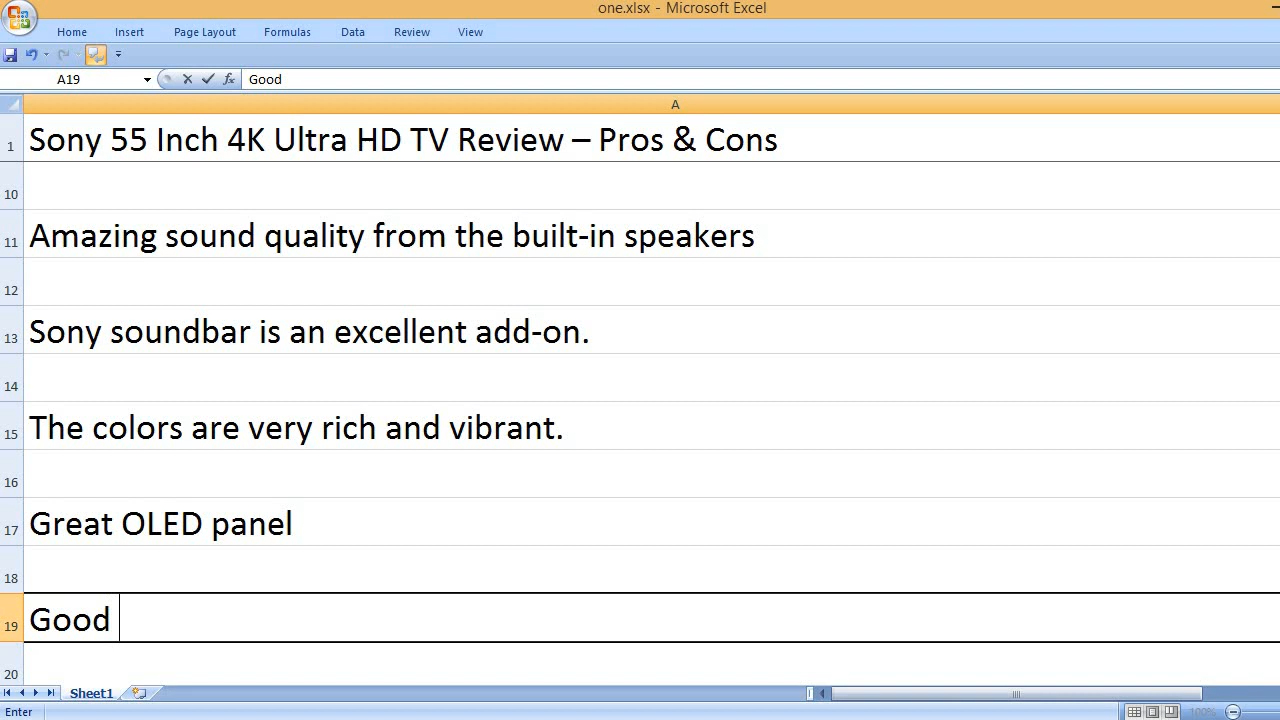 one.xlsx - Microsoft Excel
Home Insert Page Layout Formulas Data Review View
A19 fx Good
A
1 Sony 55 Inch 4K Ultra HD TV Review – Pros & Cons
10
11 Amazing sound quality from the built-in speakers
12
13 Sony soundbar is an excellent add-on.
14
15 The colors are very rich and vibrant.
16
17 Great OLED panel
18
19 Good
20
Sheet1
Enter 100%